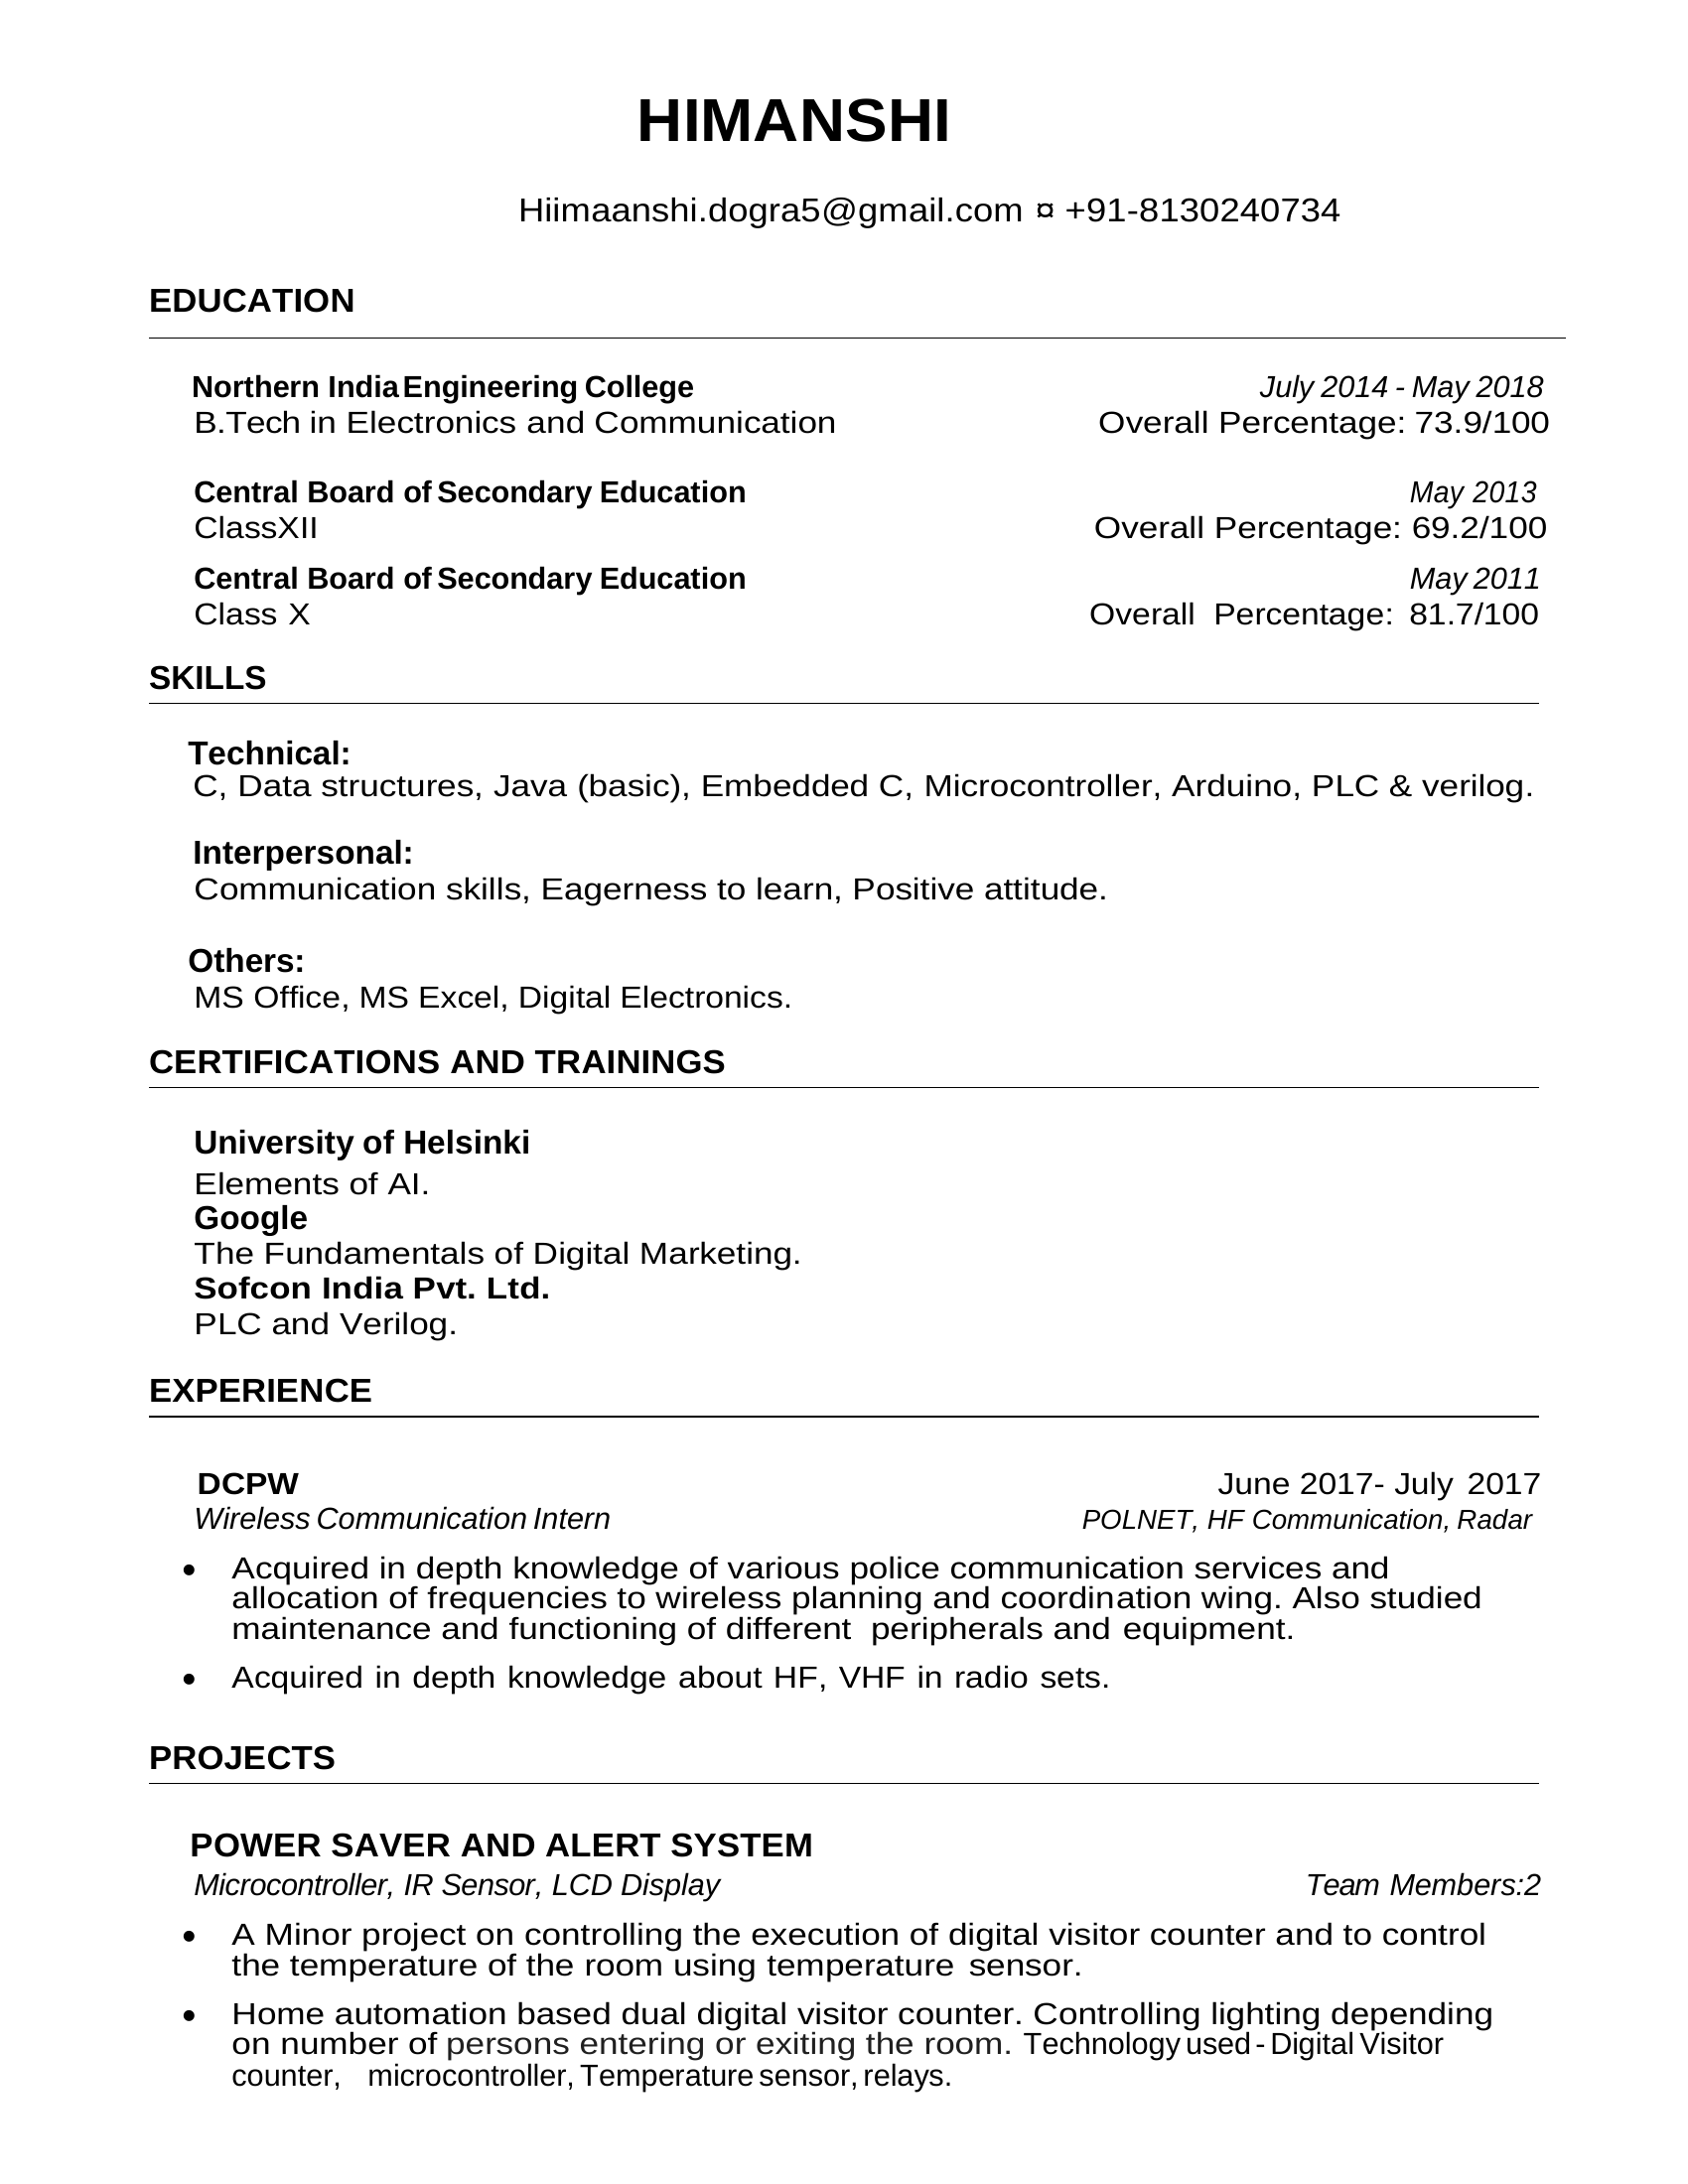 HIMANSHI
Hiimaanshi.dogra5@gmail.com ¤ +91-8130240734
EDUCATION
Northern India Engineering College July 2014 - May 2018
B.Tech in Electronics and Communication Overall Percentage: 73.9/100
Central Board of Secondary Education May 2013
ClassXII Overall Percentage: 69.2/100
Central Board of Secondary Education May 2011
Class X Overall Percentage: 81.7/100
SKILLS
Technical:
C, Data structures, Java (basic), Embedded C, Microcontroller, Arduino, PLC & verilog.
Interpersonal:
Communication skills, Eagerness to learn, Positive attitude.
Others:
MS Office, MS Excel, Digital Electronics.
CERTIFICATIONS AND TRAININGS
University of Helsinki
Elements of AI.
Google
The Fundamentals of Digital Marketing.
Sofcon India Pvt. Ltd.
PLC and Verilog.
EXPERIENCE
DCPW June 2017- July 2017
Wireless Communication Intern POLNET, HF Communication, Radar
• Acquired in depth knowledge of various police communication services and
allocation of frequencies to wireless planning and coordination wing. Also studied
maintenance and functioning of different peripherals and equipment.
• Acquired in depth knowledge about HF, VHF in radio sets.
PROJECTS
POWER SAVER AND ALERT SYSTEM
Microcontroller, IR Sensor, LCD Display Team Members:2
• A Minor project on controlling the execution of digital visitor counter and to control
the temperature of the room using temperature sensor.
• Home automation based dual digital visitor counter. Controlling lighting depending
on number of persons entering or exiting the room. Technology used - Digital Visitor
counter, microcontroller, Temperature sensor, relays.